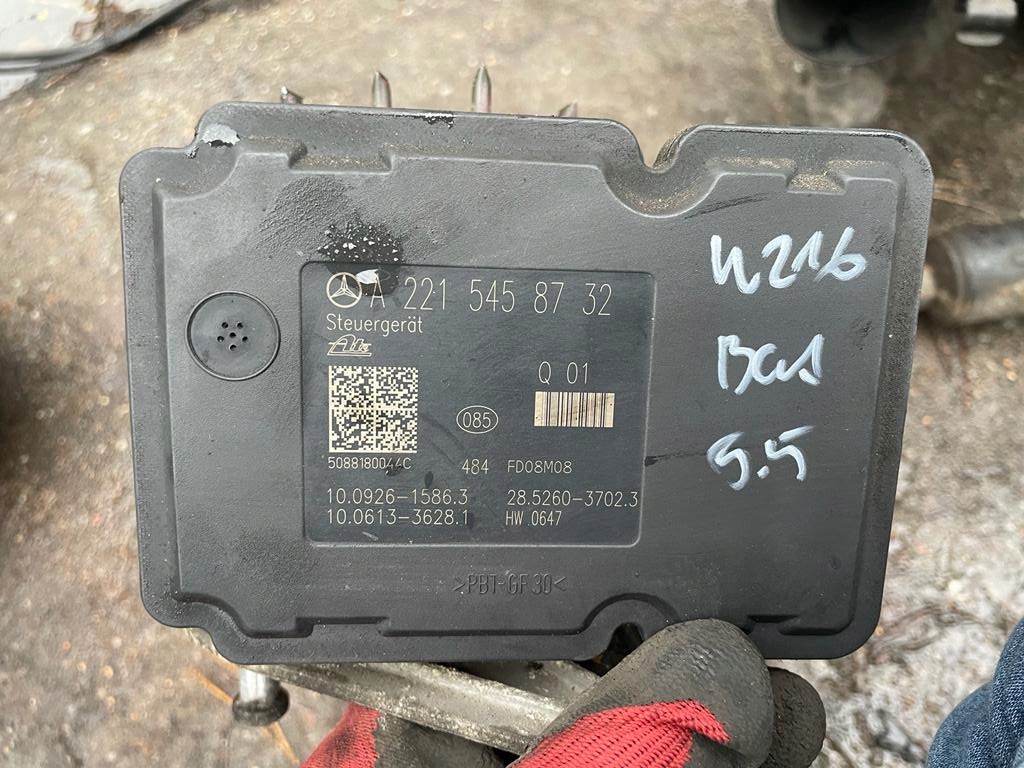 A 221 545 87 32
Steuergerät
Ate
Q 01
085
5088180044C 484 FD08M08
10.0926-1586.3 28.5260-3702.3
10.0613-3628.1 HW 0647
>PBT-GF30<
W216
5.5